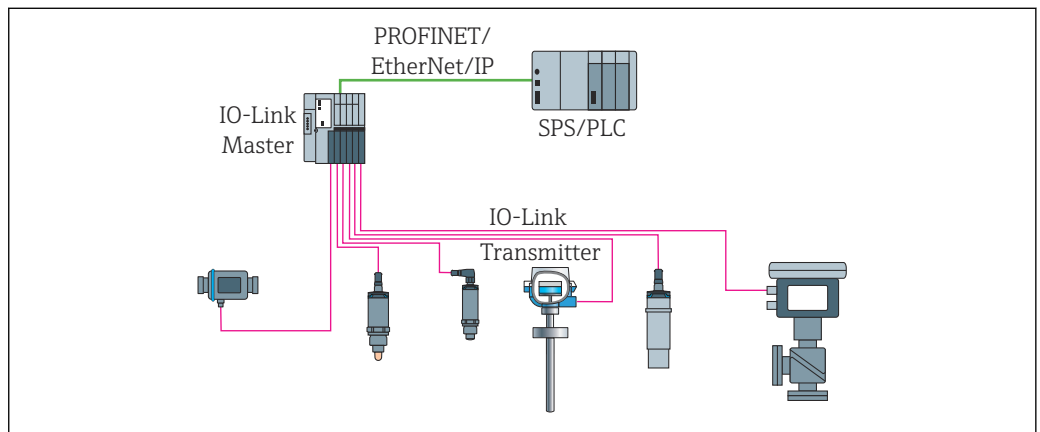 PROFINET/
EtherNet/IP
IO-Link
Master
SPS/PLC
IO-Link
Transmitter